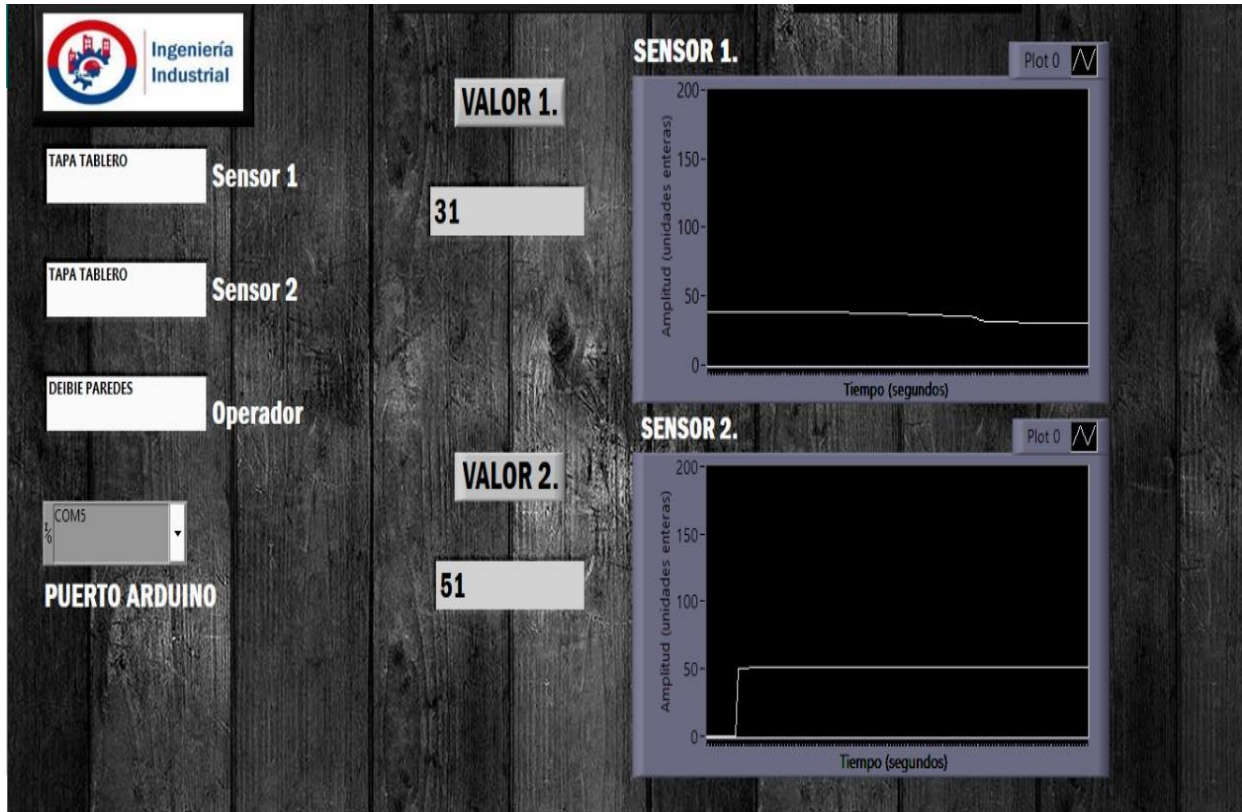 Ingeniería
Industrial
TAPA TABLERO
Sensor 1
TAPA TABLERO
Sensor 2
DEIBIE PAREDES
Operador
I/O
COM5
PUERTO ARDUINO
VALOR 1.
31
VALOR 2.
51
SENSOR 1.
Plot 0
Amplitud (unidades enteras)
200
150
100
50
0
Tiempo (segundos)
SENSOR 2.
Plot 0
Amplitud (unidades enteras)
200
150
100
50
0
Tiempo (segundos)